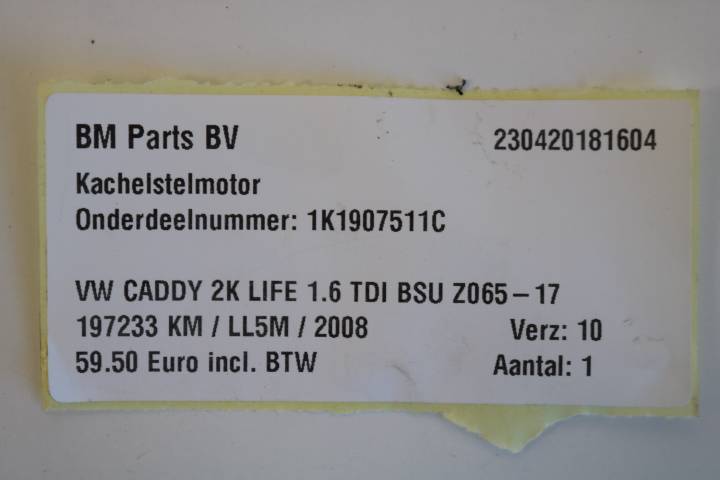 BM Parts BV 230420181604
Kachelstelmotor
Onderdeelnummer: 1K1907511C
VW CADDY 2K LIFE 1.6 TDI BSU Z065-17
197233 KM / LL5M / 2008 Verz: 10
59.50 Euro incl. BTW Aantal: 1